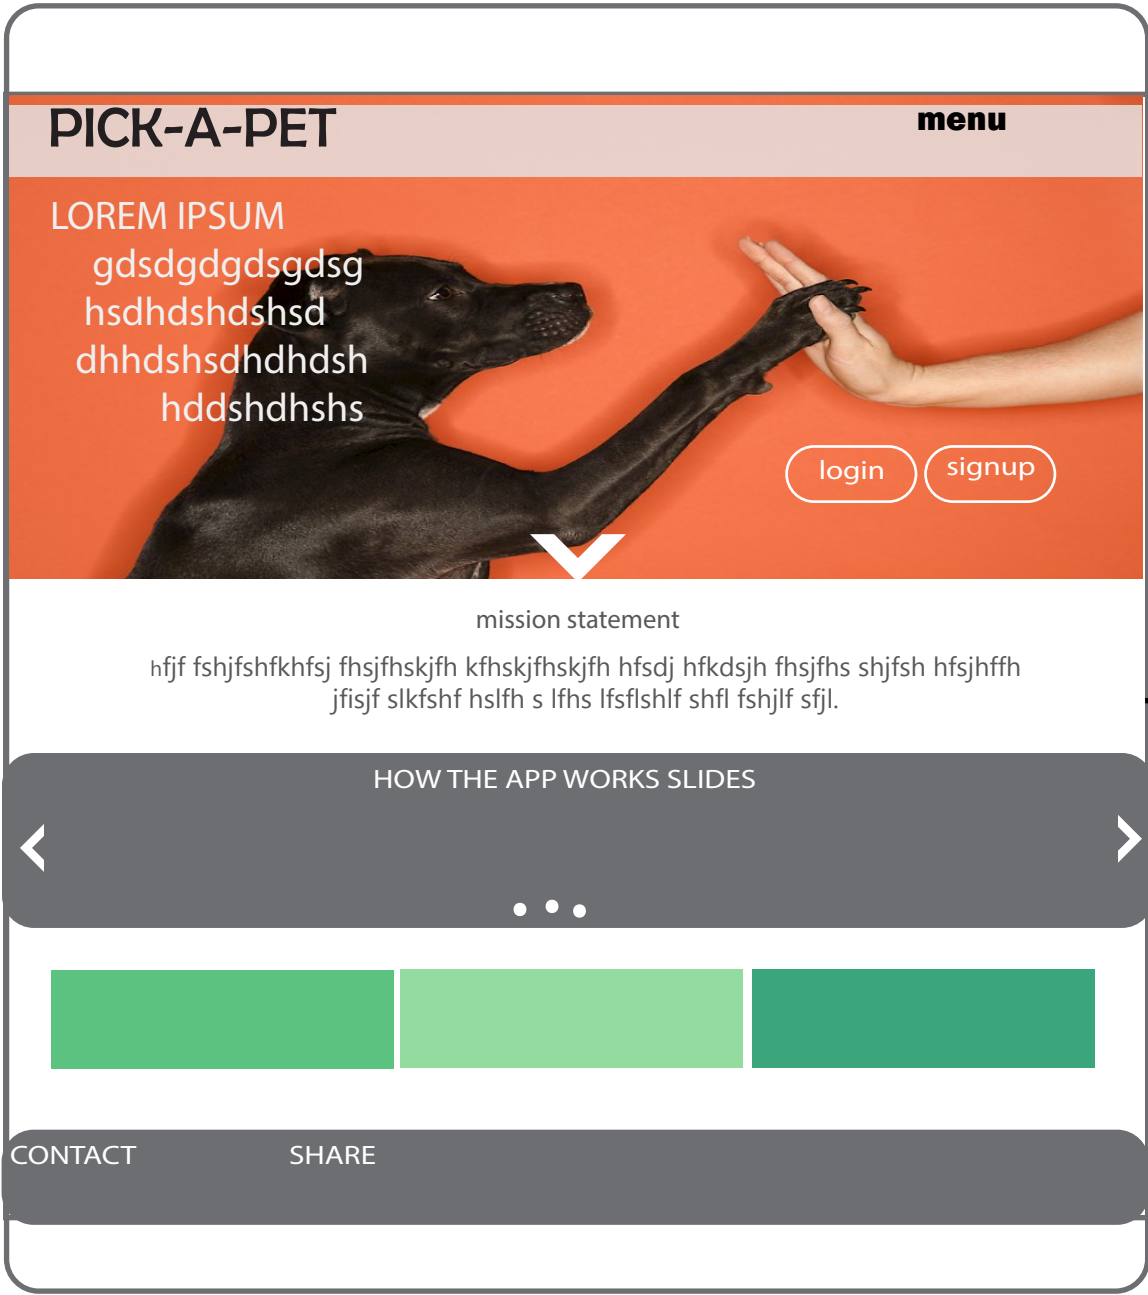 PICK-A-PET
menu
LOREM IPSUM
gdsdgdgdsgdsg
hsdhdshdshsd
dhhdshsdhdhdsh
hddshdhshs
login
signup
mission statement
hfjf fshjfshfkhfsj fhsjfhskjfh kfhskjfhskjfh hfsdj hfkdsjh fhsjfhs shjfsh hfsjhffh
jfisjf slkfshf hslfh s lfhs lfsflshlf shfl fshjlf sfjl.
HOW THE APP WORKS SLIDES
CONTACT
SHARE